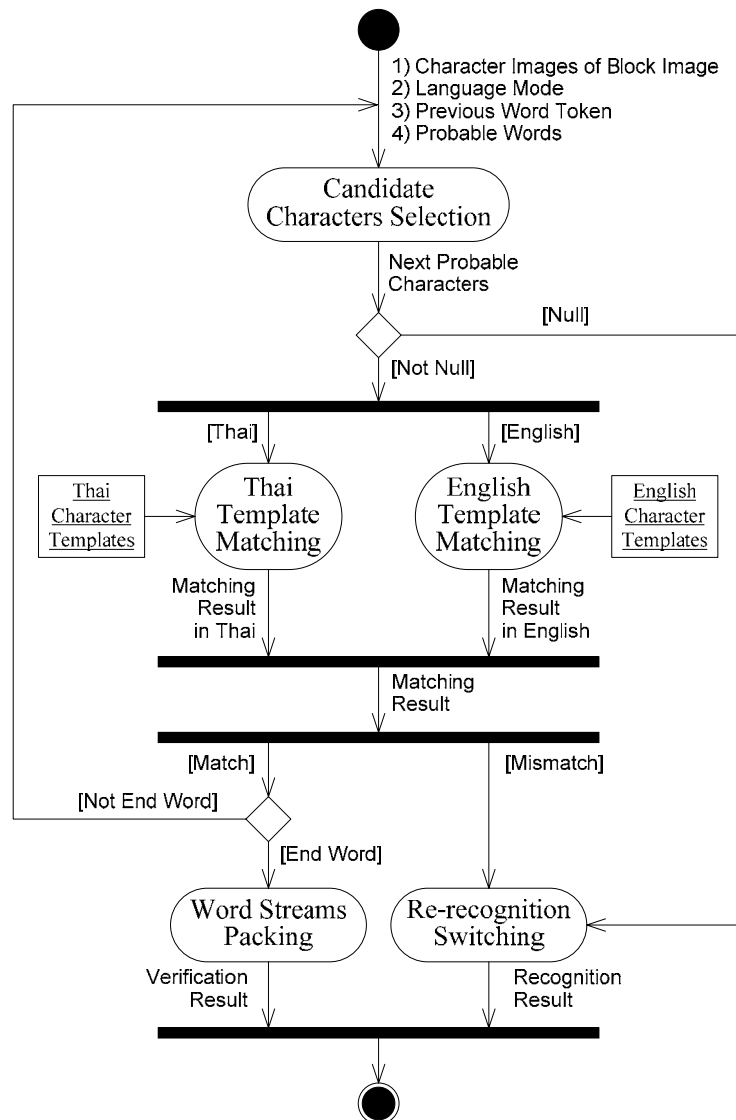 1) Character Images of Block Image
2) Language Mode
3) Previous Word Token
4) Probable Words
Candidate
Characters Selection
Next Probable
Characters
[Null]
[Not Null]
[Thai]
[English]
Thai
Character
Templates
Thai
Template
Matching
English
Template
Matching
English
Character
Templates
Matching
Result
in Thai
Matching
Result
in English
Matching
Result
[Match]
[Mismatch]
[Not End Word]
[End Word]
Word Streams
Packing
Re-recognition
Switching
Verification
Result
Recognition
Result